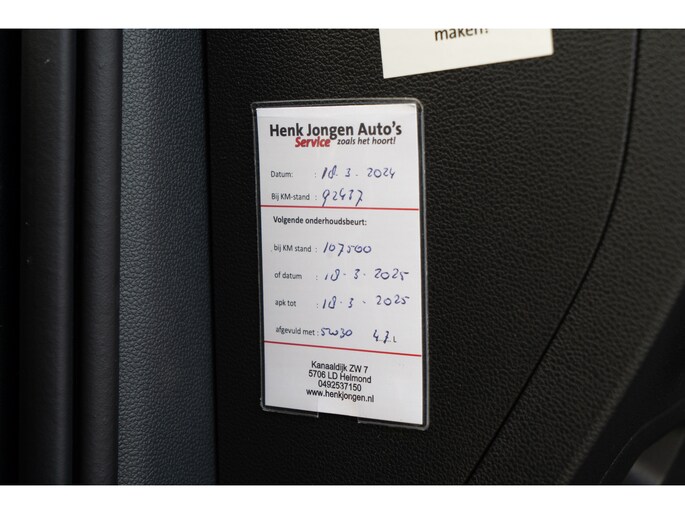 maken?
Henk Jongen Auto's
Service zoals het hoort!
Datum: : 18.3.2024
Bij KM-stand : 92437
Volgende onderhoudsbeurt:
bij KM stand : 107500
of datum : 18-3-2025
apk tot : 18.3-2025
afgevuld met : 5W30 4.7 L
Kanaaldijk ZW 7
5706 LD Helmond
0492537150
www.henkjongen.nl